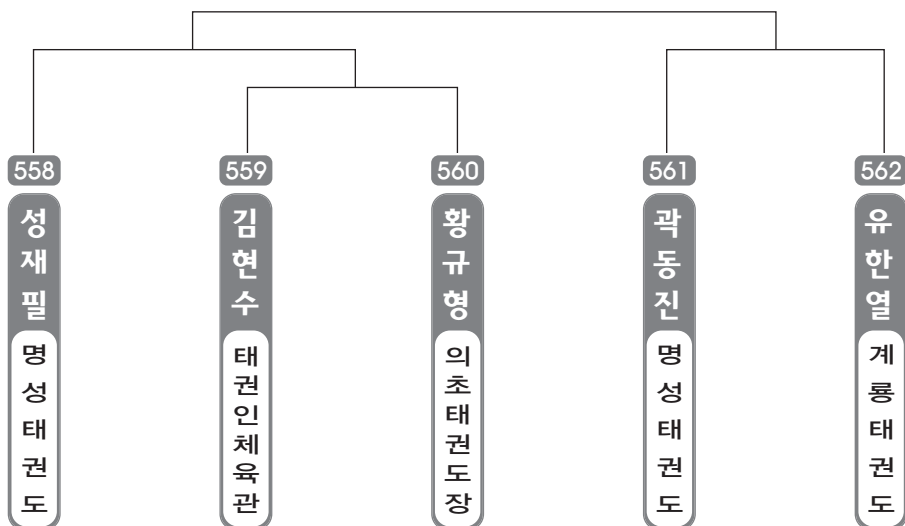 558
성재필
명성태권도
559
김현수
태권인체육관
560
황규형
의초태권도장
561
곽동진
명성태권도
562
유한열
계룡태권도